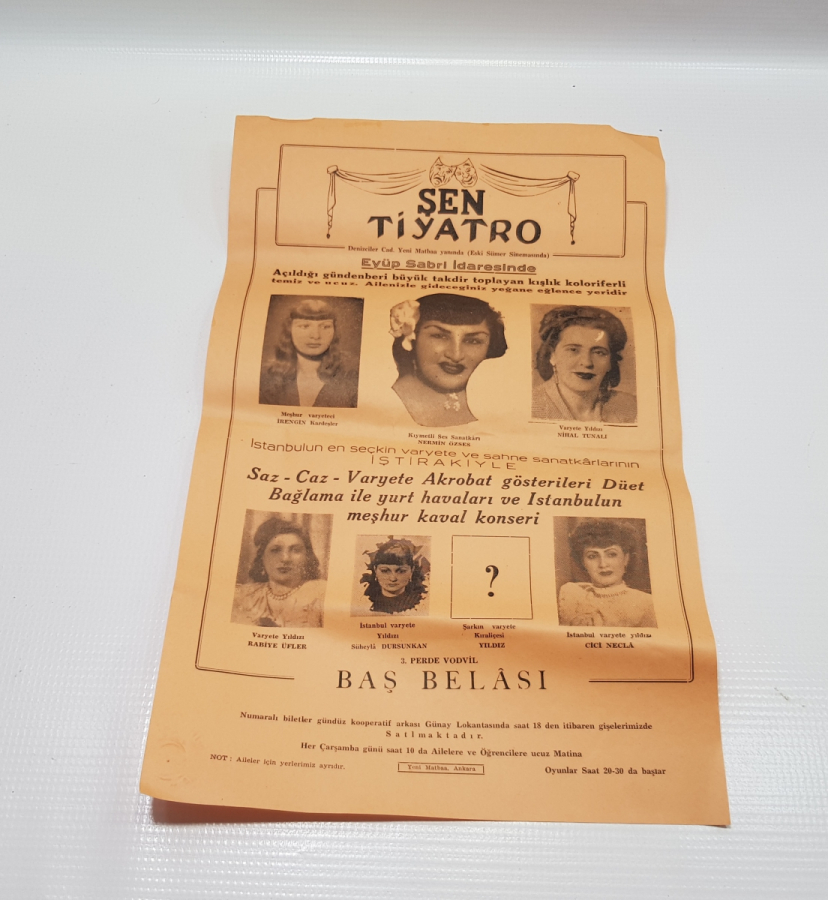 ŞEN
TİYATRO
Denizciler Cad. Yeni Matbaa yanında (Eski Sümer Sinemasında)
Eyüp Sabri İdaresinde
Açıldığı gündenberi büyük takdir toplayan kışlık koloriferli
temiz ve ucuz. Ailenizle gideceğiniz yegane eğlence yeridir
Meşhur varyeteci
İRENGİN Kardeşler
Kıymetli Ses Sanatkârı
NERMİN ÖZSES
Varyete Yıldızı
NİHAL TUNALI
İstanbulun en seçkin varyete ve sahne sanatkârlarının
İŞTİRAKİYLE
Saz - Caz - Varyete Akrobat gösterileri Düet
Bağlama ile yurt havaları ve Istanbulun
meşhur kaval konseri
?
Varyete Yıldızı
RABİYE ÜFLER
İstanbul varyete
Yıldızı
Süheylâ DURSUNKAN
Şarkın varyete
Kıraliçesi
YILDIZ
İstanbul varyete yıldızı
CİCİ NECLÂ
3. PERDE VODVİL
BAŞ BELÂSI
Numaralı biletler gündüz kooperatif arkası Günay Lokantasında saat 18 den itibaren gişelerimizde
Satlmaktadır.
Her Çarşamba günü saat 10 da Ailelere ve Öğrencilere ucuz Matina
NOT : Aileler için yerlerimiz ayrıdır.
Yeni Matbaa, Ankara
Oyunlar Saat 20-30 da başlar